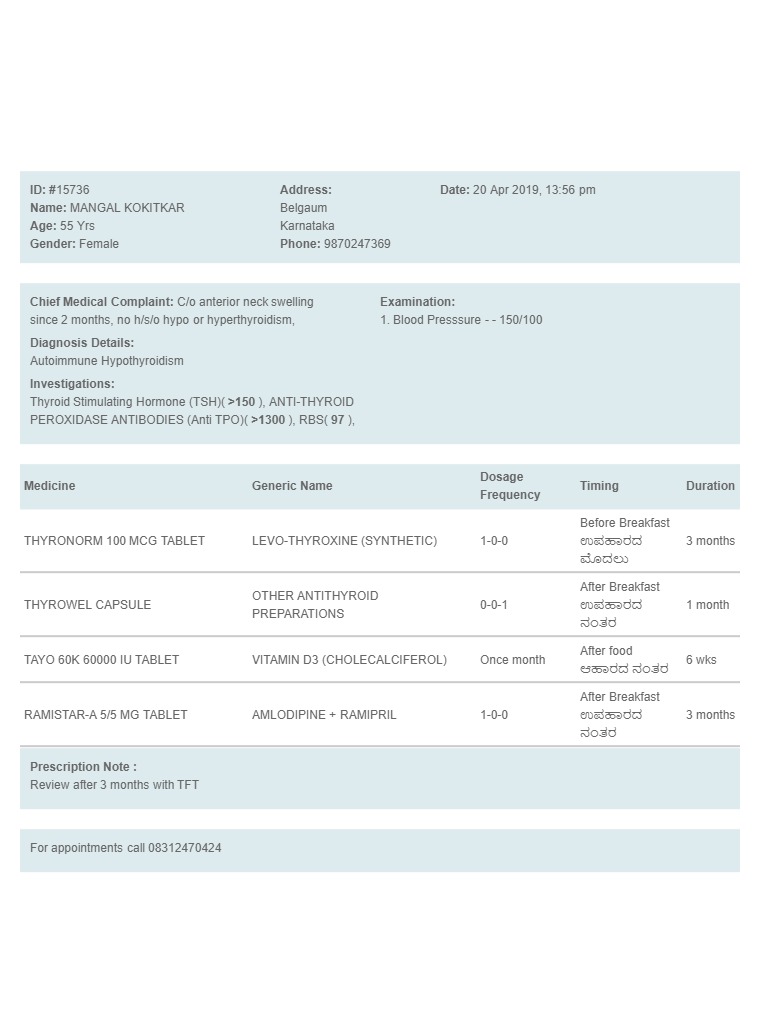 ID: #15736
Name: MANGAL KOKITKAR
Age: 55 Yrs
Gender: Female
Address:
Belgaum
Karnataka
Phone: 9870247369
Date: 20 Apr 2019, 13:56 pm
Chief Medical Complaint: C/o anterior neck swelling
since 2 months, no h/s/o hypo or hyperthyroidism,
Diagnosis Details:
Autoimmune Hypothyroidism
Investigations:
Thyroid Stimulating Hormone (TSH)( >150 ), ANTI-THYROID
PEROXIDASE ANTIBODIES (Anti TPO)( >1300 ), RBS( 97 ),
Examination:
1. Blood Presssure - - 150/100
Medicine Generic Name Dosage Frequency Timing Duration
THYRONORM 100 MCG TABLET LEVO-THYROXINE (SYNTHETIC) 1-0-0 Before Breakfast ಉಪಹಾರದ ಮೊದಲು 3 months
THYROWEL CAPSULE OTHER ANTITHYROID PREPARATIONS 0-0-1 After Breakfast ಉಪಹಾರದ ನಂತರ 1 month
TAYO 60K 60000 IU TABLET VITAMIN D3 (CHOLECALCIFEROL) Once month After food ಆಹಾರದ ನಂತರ 6 wks
RAMISTAR-A 5/5 MG TABLET AMLODIPINE + RAMIPRIL 1-0-0 After Breakfast ಉಪಹಾರದ ನಂತರ 3 months
Prescription Note :
Review after 3 months with TFT
For appointments call 08312470424